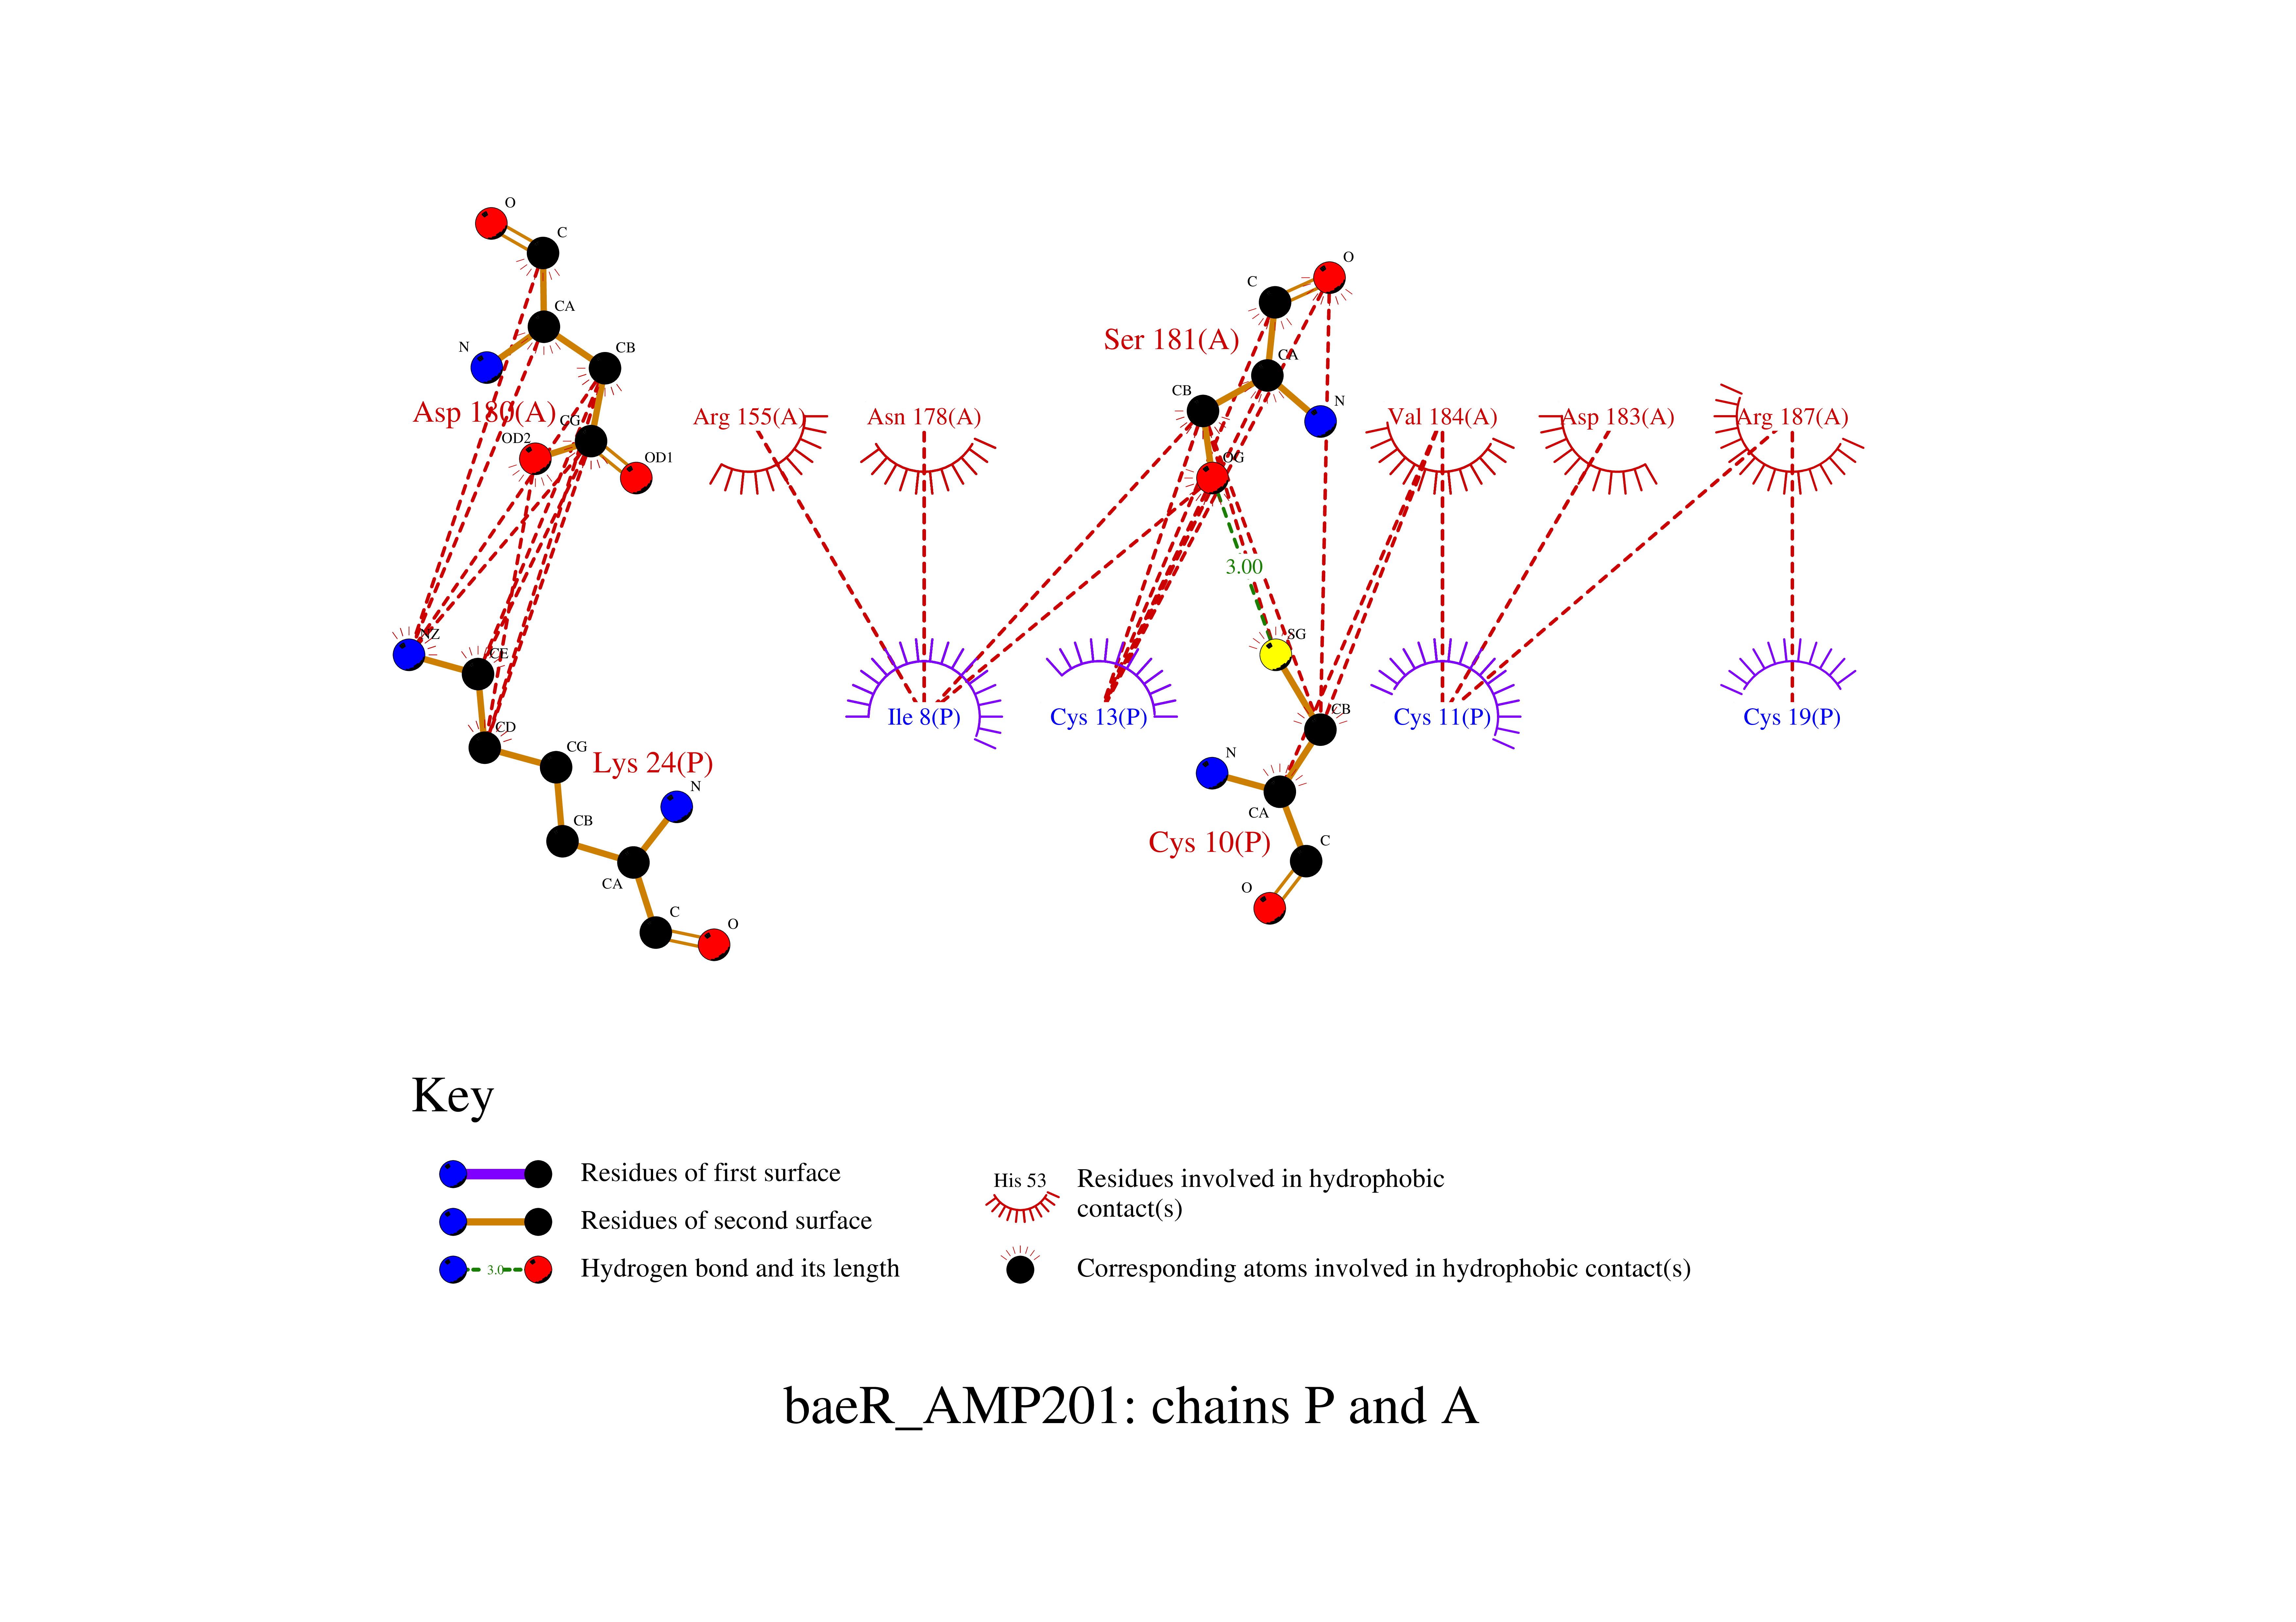 O
C
CA
N
CB
Asp 180(A)
CG
OD2
OD1
O
C
Ser 181(A)
CA
CB
N
OG
Arg 155(A)
Asn 178(A)
Val 184(A)
Asp 183(A)
Arg 187(A)
3.00
NZ
CE
CD
CG
Lys 24(P)
N
CB
CA
C
O
SG
CB
Ile 8(P)
Cys 13(P)
Cys 11(P)
Cys 19(P)
N
CA
Cys 10(P)
C
O
Key
Residues of first surface
Residues of second surface
3.0
Hydrogen bond and its length
His 53
Residues involved in hydrophobic
contact(s)
Corresponding atoms involved in hydrophobic contact(s)
baeR_AMP201: chains P and A